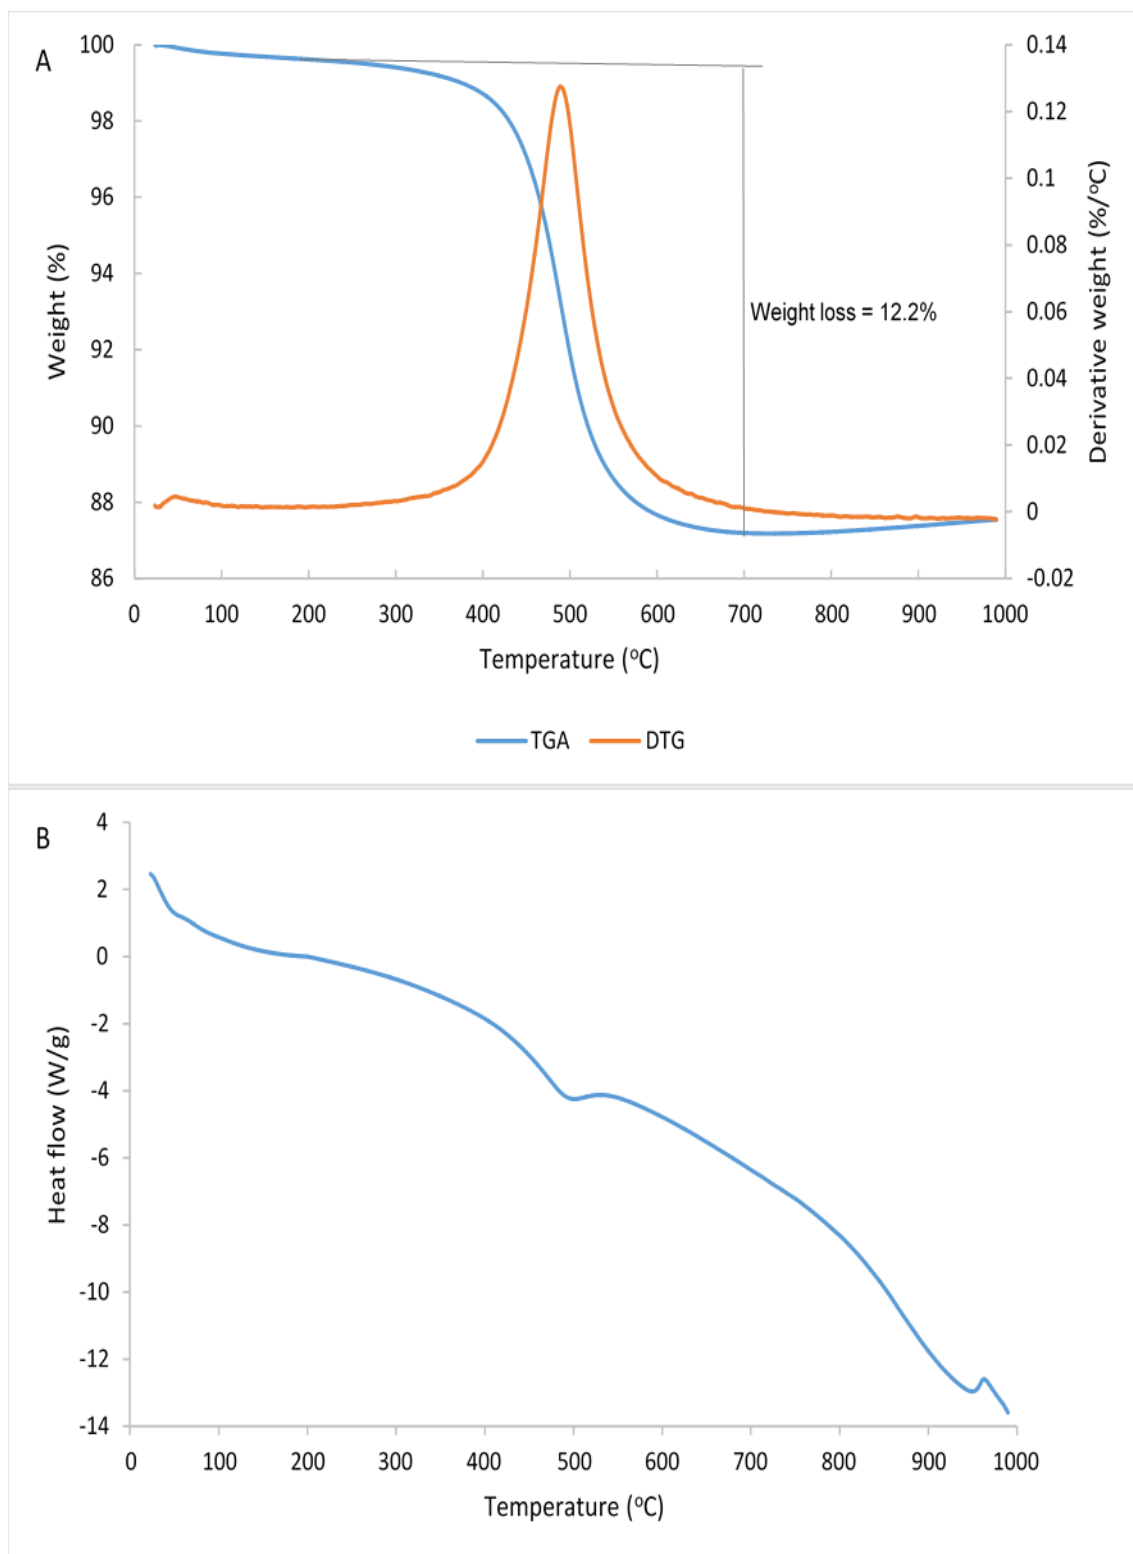 A
100
98
96
94
92
90
88
86
Weight (%)
0.14
0.12
0.1
0.08
0.06
0.04
0.02
0
-0.02
Derivative weight (%/°C)
Weight loss = 12.2%
0 100 200 300 400 500 600 700 800 900 1000
Temperature (°C)
TGA DTG
B
4
2
0
-2
-4
-6
-8
-10
-12
-14
Heat flow (W/g)
0 100 200 300 400 500 600 700 800 900 1000
Temperature (°C)